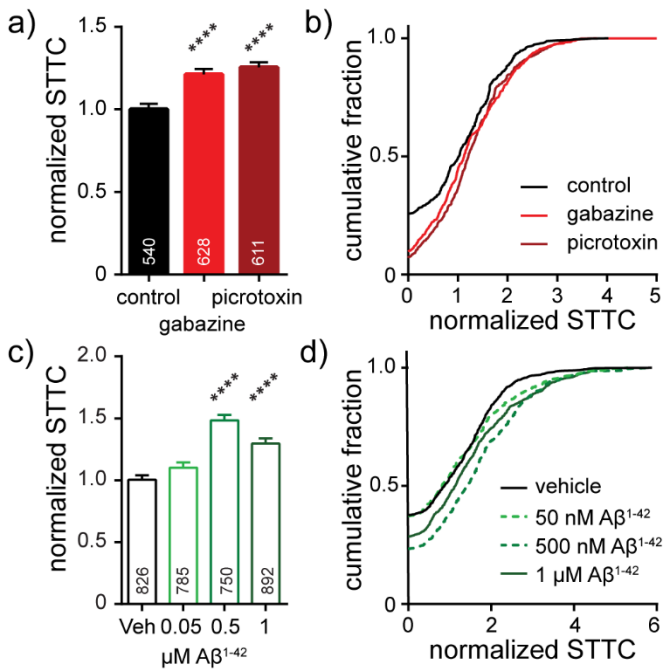 a)
normalized STTC
1.5
1.0
0.5
0
****
****
540
628
611
control
picrotoxin
gabazine
b)
cumulative fraction
1.0
0.5
0
control
gabazine
picrotoxin
0 1 2 3 4 5
normalized STTC
c)
normalized STTC
2.0
1.5
1.0
0.5
0
****
****
826
785
750
892
Veh 0.05 0.5 1
μM Aβ¹⁻⁴²
d)
cumulative fraction
1.0
0.5
0
vehicle
50 nM Aβ¹⁻⁴²
500 nM Aβ¹⁻⁴²
1 μM Aβ¹⁻⁴²
0 2 4 6
normalized STTC